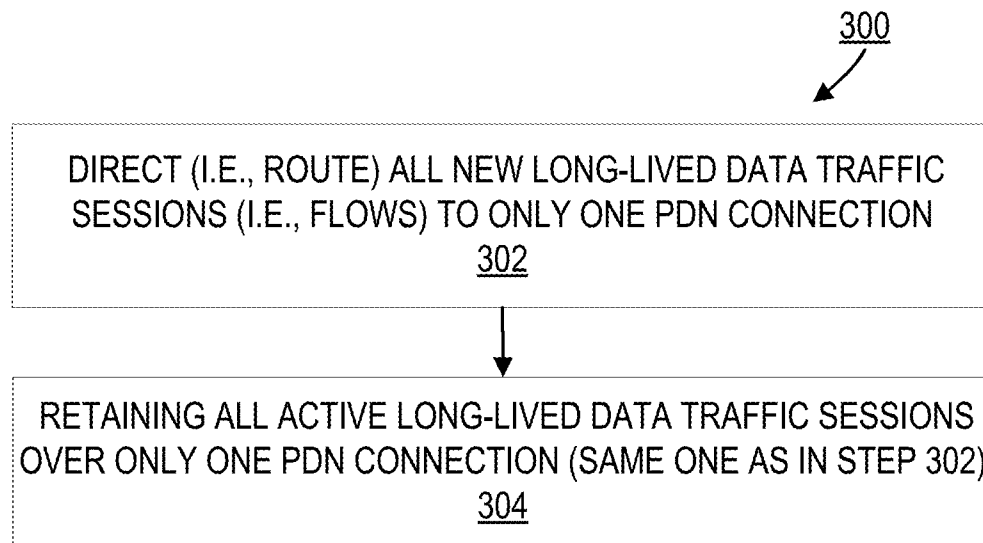 300
DIRECT (I.E., ROUTE) ALL NEW LONG-LIVED DATA TRAFFIC
SESSIONS (I.E., FLOWS) TO ONLY ONE PDN CONNECTION
302
RETAINING ALL ACTIVE LONG-LIVED DATA TRAFFIC SESSIONS
OVER ONLY ONE PDN CONNECTION (SAME ONE AS IN STEP 302)
304